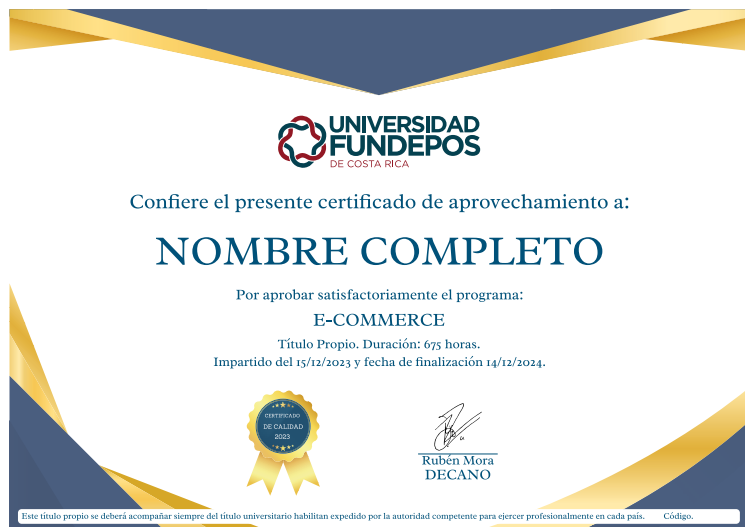 UNIVERSIDAD
FUNDEPOS
DE COSTA RICA
Confiere el presente certificado de aprovechamiento a:
NOMBRE COMPLETO
Por aprobar satisfactoriamente el programa:
E-COMMERCE
Título Propio. Duración: 675 horas.
Impartido del 15/12/2023 y fecha de finalización 14/12/2024.
CERTIFICADO
DE CALIDAD
2023
Rubén Mora
DECANO
Este título propio se deberá acompañar siempre del título universitario habilitan expedido por la autoridad competente para ejercer profesionalmente en cada país. Código.